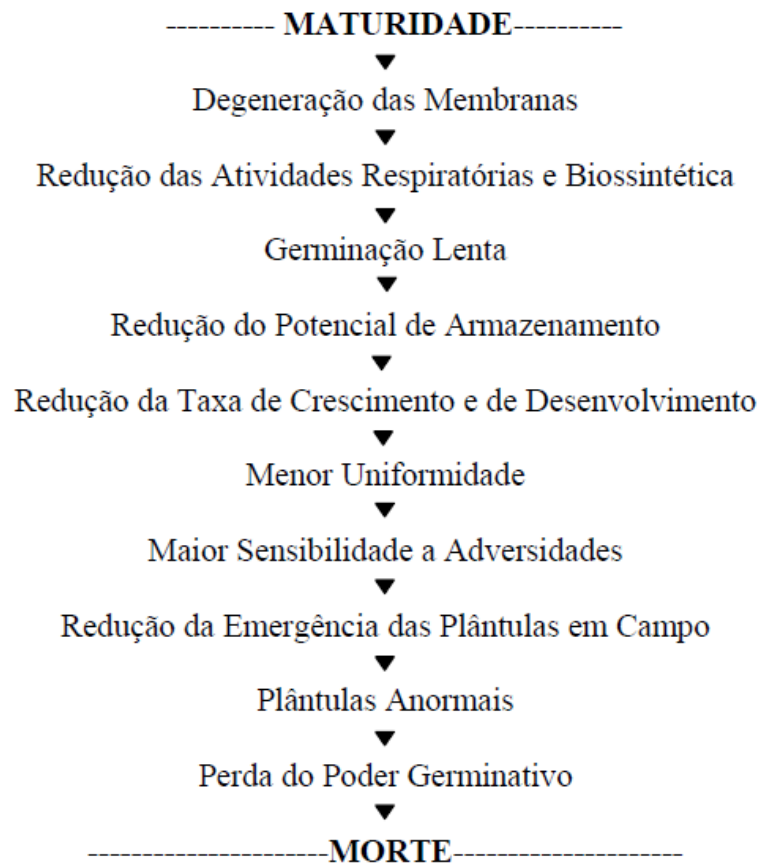 ---------- MATURIDADE----------
Degeneração das Membranas
Redução das Atividades Respiratórias e Biossintética
Germinação Lenta
Redução do Potencial de Armazenamento
Redução da Taxa de Crescimento e de Desenvolvimento
Menor Uniformidade
Maior Sensibilidade a Adversidades
Redução da Emergência das Plântulas em Campo
Plântulas Anormais
Perda do Poder Germinativo
----------------------MORTE---------------------